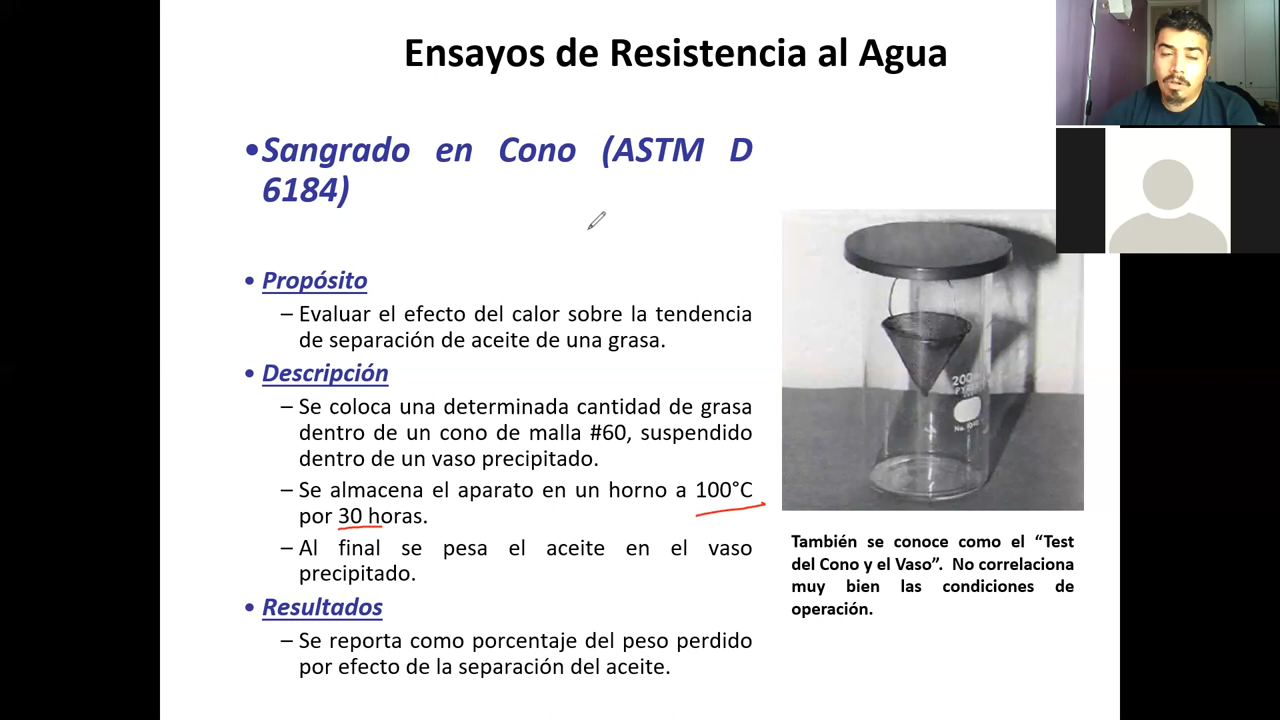 Ensayos de Resistencia al Agua
•Sangrado en Cono (ASTM D
6184)
• Propósito
– Evaluar el efecto del calor sobre la tendencia
de separación de aceite de una grasa.
• Descripción
– Se coloca una determinada cantidad de grasa
dentro de un cono de malla #60, suspendido
dentro de un vaso precipitado.
– Se almacena el aparato en un horno a 100°C
por 30 horas.
– Al final se pesa el aceite en el vaso
precipitado.
• Resultados
– Se reporta como porcentaje del peso perdido
por efecto de la separación del aceite.
200
PYREX
También se conoce como el “Test
del Cono y el Vaso”. No correlaciona
muy bien las condiciones de
operación.